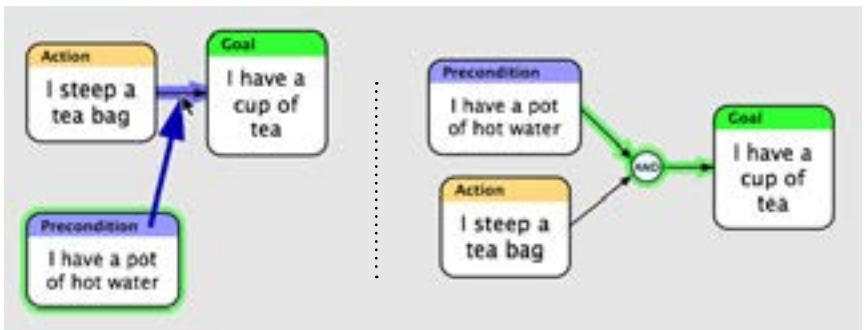 Action
I steep a
tea bag
Goal
I have a
cup of
tea
Precondition
I have a pot
of hot water
Precondition
I have a pot
of hot water
Action
I steep a
tea bag
AND
Goal
I have a
cup of
tea